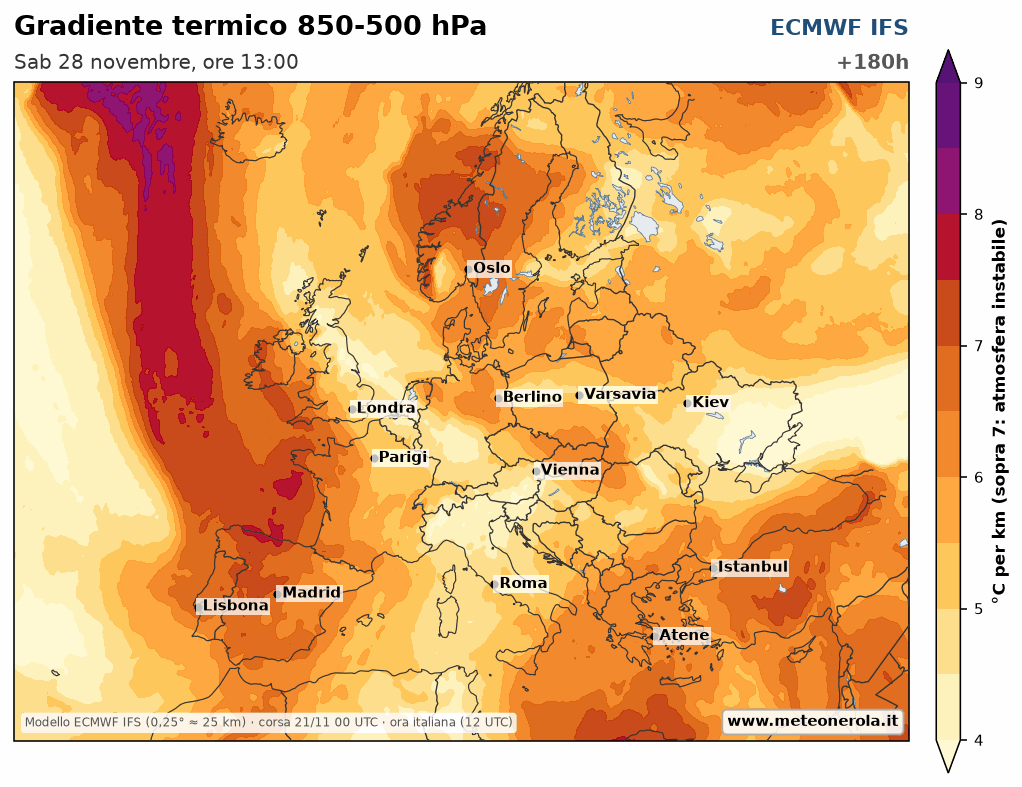 Gradiente termico 850-500 hPa
ECMWF IFS
Sab 28 novembre, ore 13:00
+180h
9
8
7
6
5
4
°C per km (sopra 7: atmosfera instabile)
Oslo
Berlino
Varsavia
Kiev
Londra
Parigi
Vienna
Istanbul
Roma
Madrid
Lisbona
Atene
Modello ECMWF IFS (0,25° ≈ 25 km) · corsa 21/11 00 UTC · ora italiana (12 UTC)
www.meteonerola.it